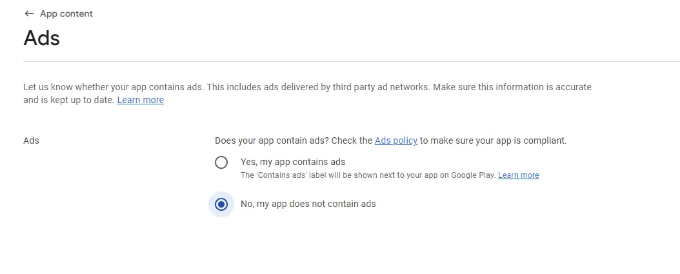 ← App content
Ads
Let us know whether your app contains ads. This includes ads delivered by third party ad networks. Make sure this information is accurate
and is kept up to date. Learn more
Ads
Does your app contain ads? Check the Ads policy to make sure your app is compliant.
Yes, my app contains ads
The 'Contains ads' label will be shown next to your app on Google Play. Learn more
No, my app does not contain ads